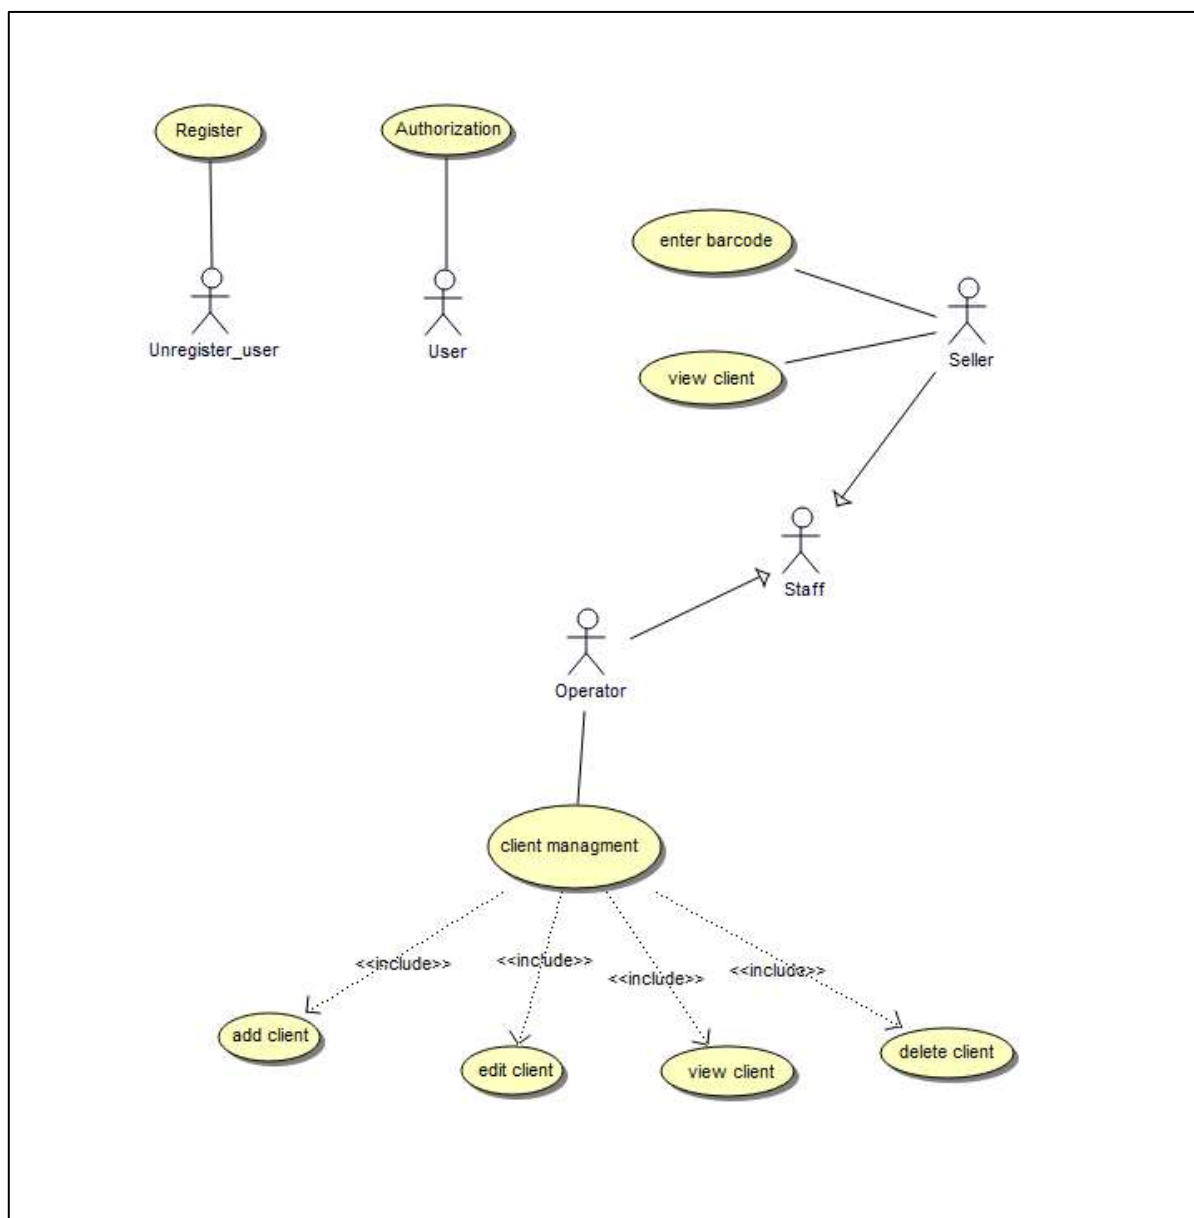 Register
Authorization
enter barcode
Unregister_user
User
Seller
view client
Staff
Operator
client managment
<<include>>
<<include>>
<<include>>
<<include>>
add client
edit client
view client
delete client